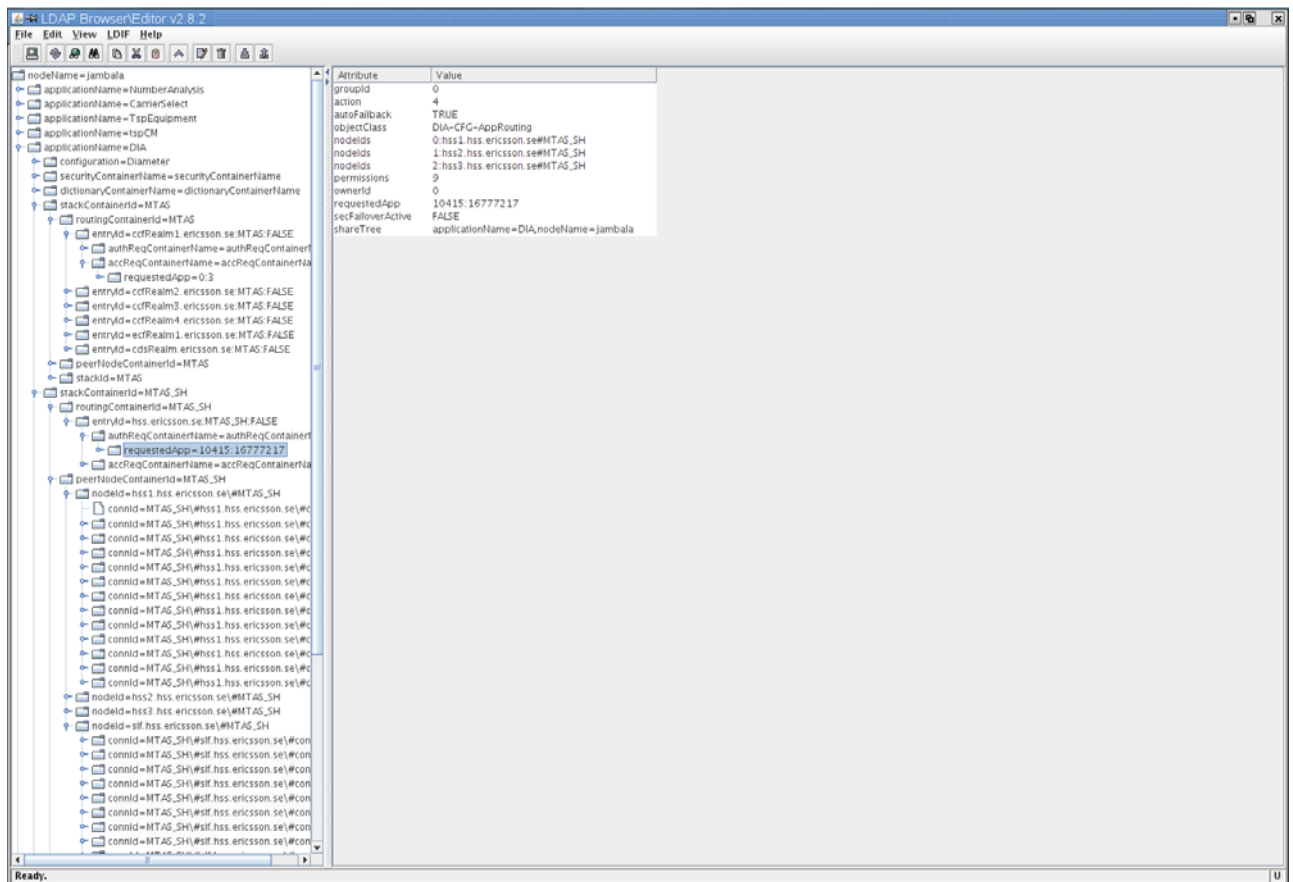 LDAP Browser\Editor v2.8.2
File Edit View LDIF Help
nodeName=jambala
applicationName=NumberAnalysis
applicationName=CarrierSelect
applicationName=TspEquipment
applicationName=tspCM
applicationName=DIA
configuration=Diameter
securityContainerName=securityContainerName
dictionaryContainerName=dictionaryContainerName
stackContainerId=MTAS
routingContainerId=MTAS
entryId=ccfRealm1.ericsson.se:MTAS:FALSE
authReqContainerName=authReqContainerN
accReqContainerName=accReqContainerNa
requestedApp=0:3
entryId=ccfRealm2.ericsson.se:MTAS:FALSE
entryId=ccfRealm3.ericsson.se:MTAS:FALSE
entryId=ccfRealm4.ericsson.se:MTAS:FALSE
entryId=ecfRealm1.ericsson.se:MTAS:FALSE
entryId=cdsRealm.ericsson.se:MTAS:FALSE
peerNodeContainerId=MTAS
stackId=MTAS
stackContainerId=MTAS_SH
routingContainerId=MTAS_SH
entryId=hss.ericsson.se:MTAS_SH:FALSE
authReqContainerName=authReqContainerN
requestedApp=10415:16777217
accReqContainerName=accReqContainerNa
peerNodeContainerId=MTAS_SH
nodeId=hss1.hss.ericsson.se\#MTAS_SH
connId=MTAS_SH\#hss1.hss.ericsson.se\#c
connId=MTAS_SH\#hss1.hss.ericsson.se\#c
connId=MTAS_SH\#hss1.hss.ericsson.se\#c
connId=MTAS_SH\#hss1.hss.ericsson.se\#c
connId=MTAS_SH\#hss1.hss.ericsson.se\#c
connId=MTAS_SH\#hss1.hss.ericsson.se\#c
connId=MTAS_SH\#hss1.hss.ericsson.se\#c
connId=MTAS_SH\#hss1.hss.ericsson.se\#c
connId=MTAS_SH\#hss1.hss.ericsson.se\#c
connId=MTAS_SH\#hss1.hss.ericsson.se\#c
connId=MTAS_SH\#hss1.hss.ericsson.se\#c
connId=MTAS_SH\#hss1.hss.ericsson.se\#c
connId=MTAS_SH\#hss1.hss.ericsson.se\#c
nodeId=hss2.hss.ericsson.se\#MTAS_SH
nodeId=hss3.hss.ericsson.se\#MTAS_SH
nodeId=slf.hss.ericsson.se\#MTAS_SH
connId=MTAS_SH\#slf.hss.ericsson.se\#con
connId=MTAS_SH\#slf.hss.ericsson.se\#con
connId=MTAS_SH\#slf.hss.ericsson.se\#con
connId=MTAS_SH\#slf.hss.ericsson.se\#con
connId=MTAS_SH\#slf.hss.ericsson.se\#con
connId=MTAS_SH\#slf.hss.ericsson.se\#con
connId=MTAS_SH\#slf.hss.ericsson.se\#con
connId=MTAS_SH\#slf.hss.ericsson.se\#con
Attribute Value
groupId 0
action 4
autoFailback TRUE
objectClass DIA-CFG-AppRouting
nodeIds 0:hss1.hss.ericsson.se#MTAS_SH
nodeIds 1:hss2.hss.ericsson.se#MTAS_SH
nodeIds 2:hss3.hss.ericsson.se#MTAS_SH
permissions 9
ownerId 0
requestedApp 10415:16777217
secFailoverActive FALSE
shareTree applicationName=DIA,nodeName=jambala
Ready.
U